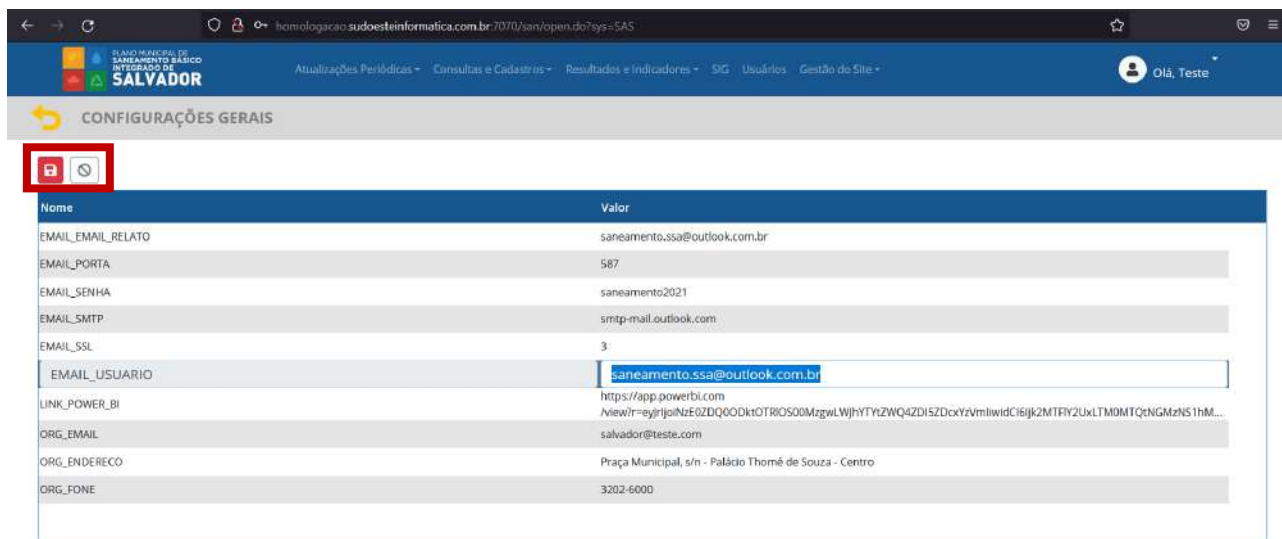 homologacao.sudoesteinformatica.com.br:7070/san/open.do?sys=SAS
PLANO MUNICIPAL DE
SANEAMENTO BÁSICO
INTEGRADO DE
SALVADOR
Atualizações Periódicas Consultas e Cadastros Resultados e Indicadores SIG Usuários Gestão do Site
Olá, Teste
CONFIGURAÇÕES GERAIS
Nome Valor
EMAIL_EMAIL_RELATO saneamento.ssa@outlook.com.br
EMAIL_PORTA 587
EMAIL_SENHA saneamento2021
EMAIL_SMTP smtp-mail.outlook.com
EMAIL_SSL 3
EMAIL_USUARIO saneamento.ssa@outlook.com.br
LINK_POWER_BI https://app.powerbi.com
ORG_EMAIL salvador@teste.com
ORG_ENDERECO Praça Municipal, s/n - Palácio Thomé de Souza - Centro
ORG_FONE 3202-6000